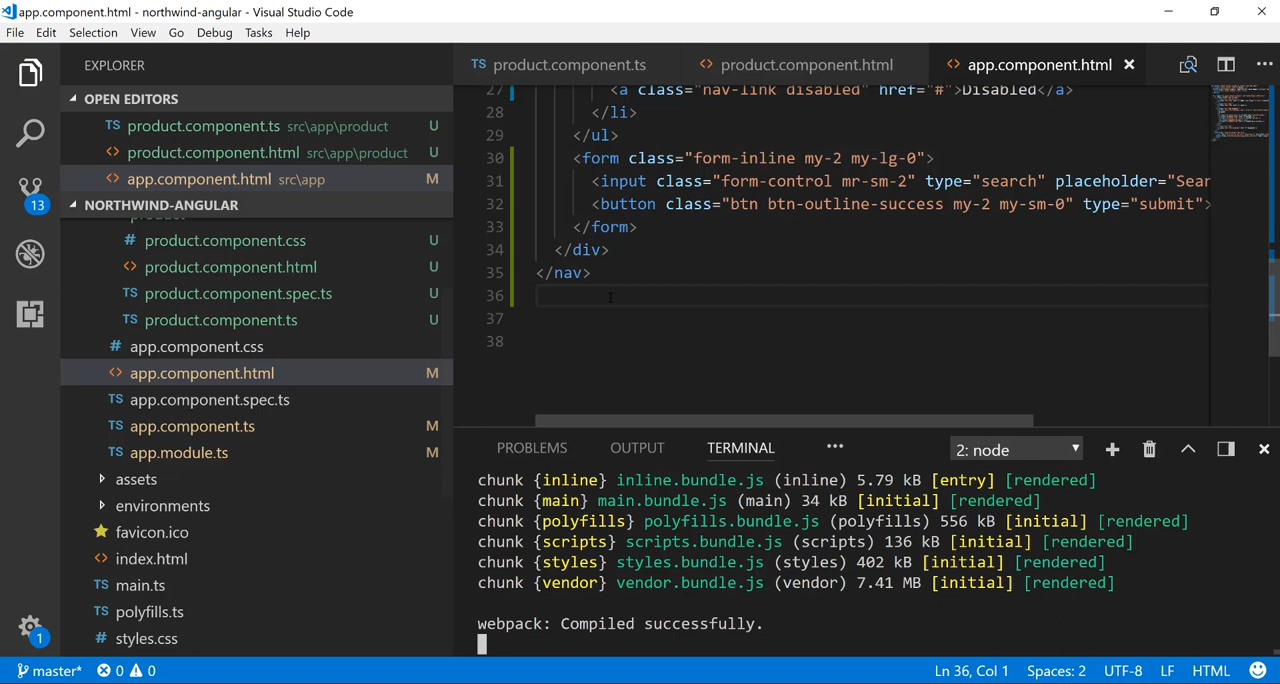 app.component.html - northwind-angular - Visual Studio Code
File Edit Selection View Go Debug Tasks Help
EXPLORER
OPEN EDITORS
TS product.component.ts src\app\product U
<> product.component.html src\app\product U
<> app.component.html src\app M
NORTHWIND-ANGULAR
# product.component.css U
<> product.component.html U
TS product.component.spec.ts U
TS product.component.ts U
# app.component.css
<> app.component.html M
TS app.component.spec.ts
TS app.component.ts M
TS app.module.ts M
assets
environments
favicon.ico
<> index.html
TS main.ts
TS polyfills.ts
# styles.css
13
1
TS product.component.ts <> product.component.html <> app.component.html
27 <a class="nav-link disabled" href="#">Disabled</a>
28 </li>
29 </ul>
30 <form class="form-inline my-2 my-lg-0">
31 <input class="form-control mr-sm-2" type="search" placeholder="Sear
32 <button class="btn btn-outline-success my-2 my-sm-0" type="submit">
33 </form>
34 </div>
35 </nav>
36
37
38
PROBLEMS OUTPUT TERMINAL ••• 2: node
chunk {inline} inline.bundle.js (inline) 5.79 kB [entry] [rendered]
chunk {main} main.bundle.js (main) 34 kB [initial] [rendered]
chunk {polyfills} polyfills.bundle.js (polyfills) 556 kB [initial] [rendered]
chunk {scripts} scripts.bundle.js (scripts) 136 kB [initial] [rendered]
chunk {styles} styles.bundle.js (styles) 402 kB [initial] [rendered]
chunk {vendor} vendor.bundle.js (vendor) 7.41 MB [initial] [rendered]
webpack: Compiled successfully.
master* 0 0 Ln 36, Col 1 Spaces: 2 UTF-8 LF HTML